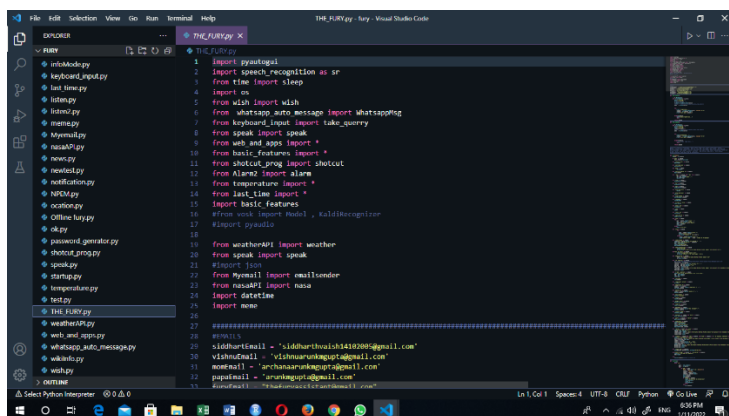 File Edit Selection View Go Run Terminal Help
THE_FURY.py - fury - Visual Studio Code
EXPLORER
THE_FURY.py
FURY
THE_FURY.py
infoMode.py
keyboard_input.py
last_time.py
listen.py
listen2.py
meme.py
Myemail.py
nasaAPI.py
news.py
newtest.py
notification.py
NPEM.py
ocation.py
Offline fury.py
ok.py
password_genrator.py
shotcut_prog.py
speak.py
startup.py
temperature.py
test.py
THE_FURY.py
weatherAPI.py
web_and_apps.py
whatsapp_auto_message.py
wikiInfo.py
wish.py
OUTLINE
1 import pyautogui
2 import speech_recognition as sr
3 from time import sleep
4 import os
5 from wish import wish
6 from whatsapp_auto_message import WhatsappMsg
7 from keyboard_input import take_querry
8 from speak import speak
9 from web_and_apps import *
10 from basic_features import *
11 from shotcut_prog import shotcut
12 from Alarm2 import alarm
13 from temperature import *
14 from last_time import *
15 import basic_features
16 #from vosk import Model , KaldiRecognizer
17 #import pyaudio
18
19 from weatherAPI import weather
20 from speak import speak
21 #import json
22 from Myemail import emailsender
23 from nasaAPI import nasa
24 import datetime
25 import meme
26
27
28 #EMAILS
29 siddhartEmail = 'siddharthvaish14102005@gmail.com'
30 vishnuEmail = 'vishnuarunkmgupta@gmail.com'
31 momEmail = 'archanaarunkmgupta@gmail.com'
32 papaEmail = 'arunkmgupta@gmail.com'
Select Python Interpreter 0 0
Ln 1, Col 1 Spaces: 4 UTF-8 CRLF Python Go Live
ENG
6:36 PM
1/11/2022